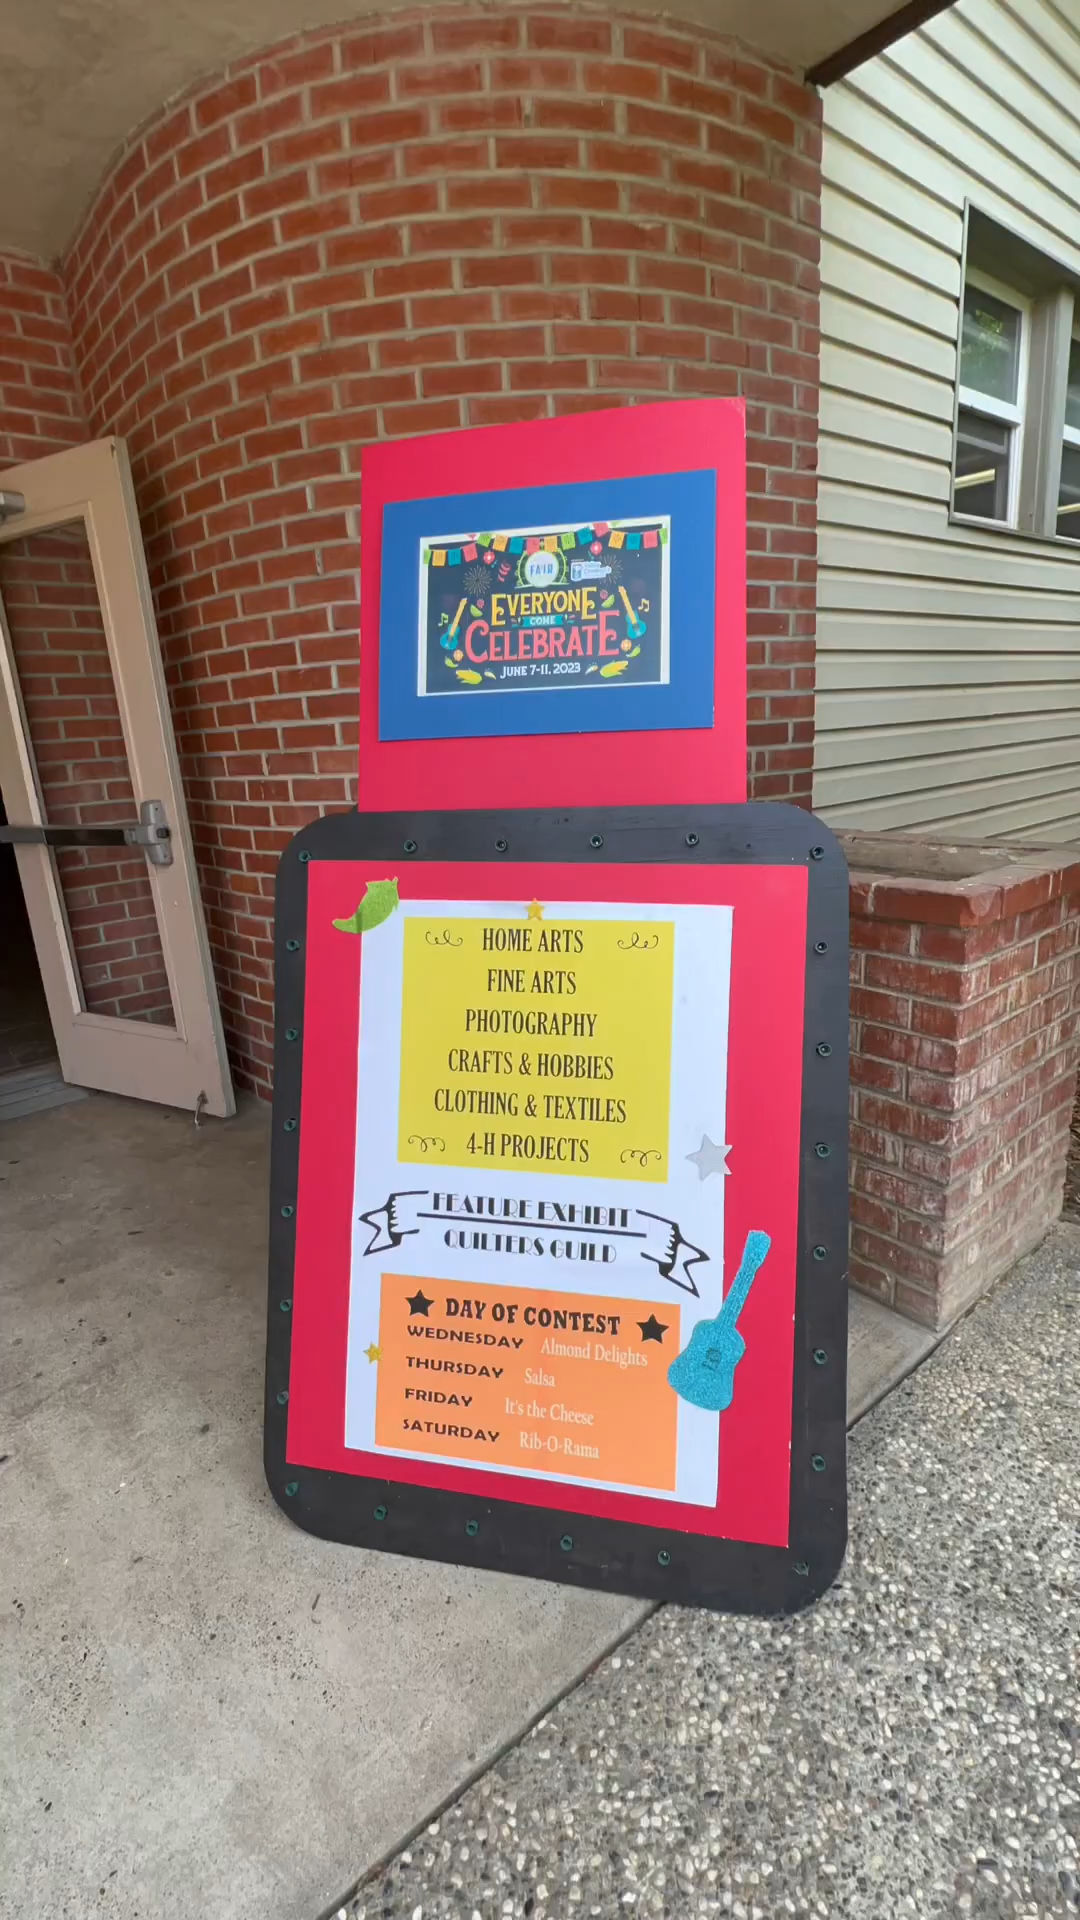 FAIR
EVERYONE
COME
CELEBRATE
JUNE 7-11, 2023
HOME ARTS
FINE ARTS
PHOTOGRAPHY
CRAFTS & HOBBIES
CLOTHING & TEXTILES
4-H PROJECTS
FEATURE EXHIBIT
QUILTERS GUILD
DAY OF CONTEST
WEDNESDAY Almond Delights
THURSDAY Salsa
FRIDAY It's the Cheese
SATURDAY Rib-O-Rama